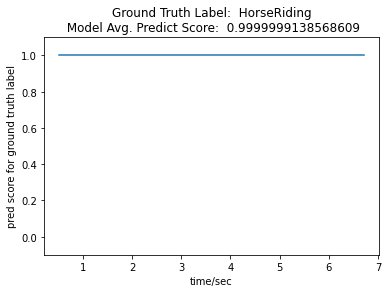 Ground Truth Label:  HorseRiding
Model Avg. Predict Score:  0.9999999138568609
pred score for ground truth label
1.0
0.8
0.6
0.4
0.2
0.0
1 2 3 4 5 6 7
time/sec